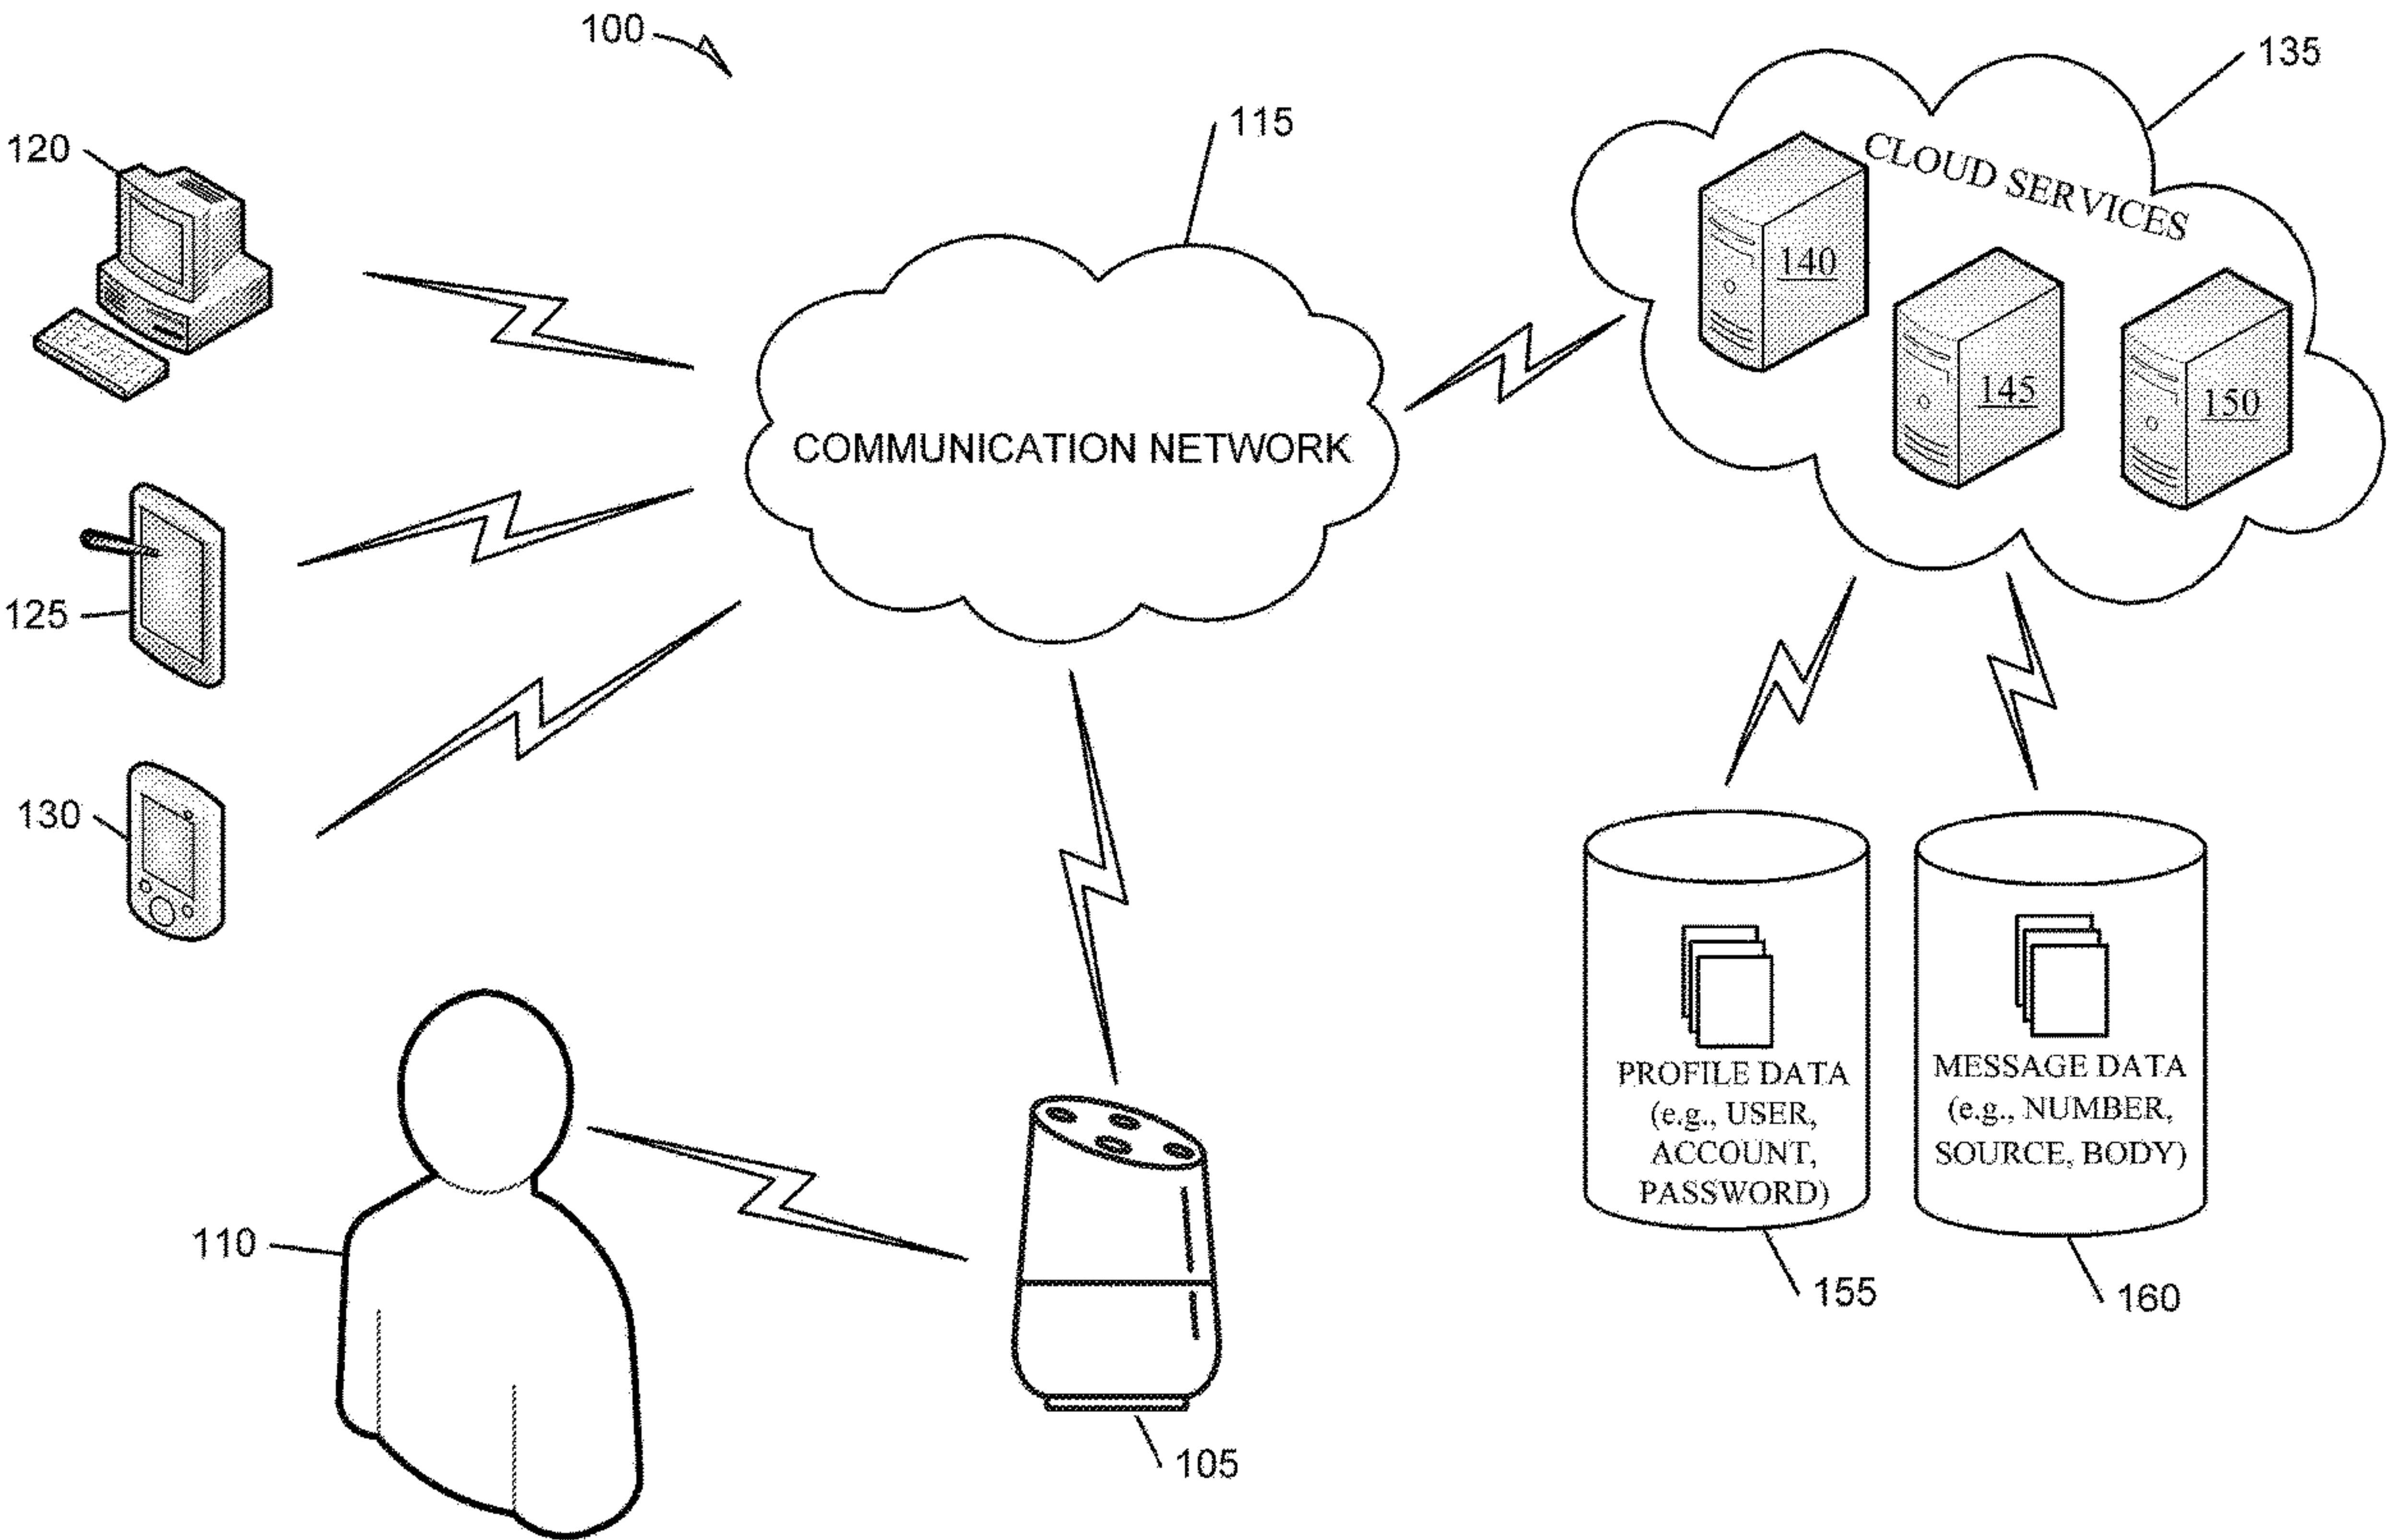 100
135
115
120
CLOUD SERVICES
140
145
150
COMMUNICATION NETWORK
125
130
PROFILE DATA
(e.g., USER,
ACCOUNT,
PASSWORD)
MESSAGE DATA
(e.g., NUMBER,
SOURCE, BODY)
110
155
160
105